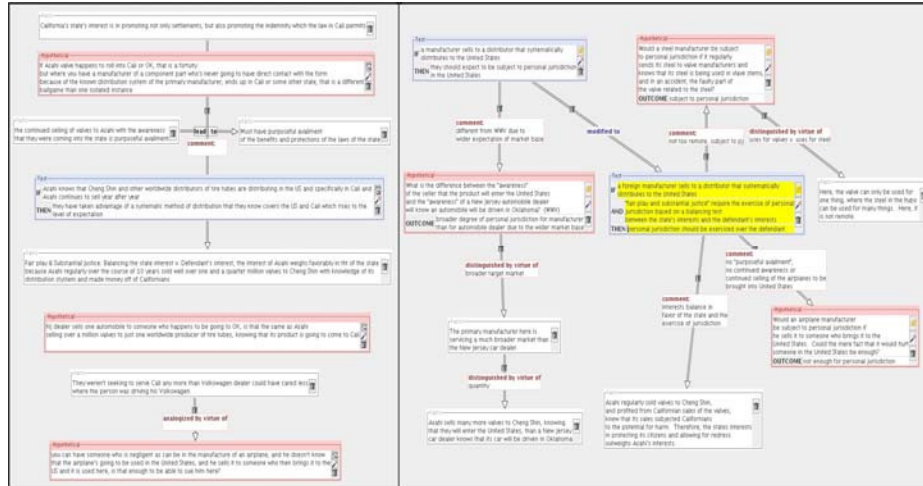 California's state's interest is in promoting not only settlements, but also promoting the indemnity which the law in Cali permits
Hypothetical
If Asahi valve happens to roll into Cali or OK, that is a fortuity
but where you have a manufacturer of a component part who's never going to have direct contact with the
because of the known distribution system of the primary manufacturer, ends up in Cali or some other state, that is a different
ballgame than one isolated instance
the continued selling of valves to Asahi with the awareness
that they were coming into the state is purposeful availment
lead to
Must have purposeful availment
of the benefits and protections of the laws of the state
comment:
Test
IF Asahi knows that Cheng Shin and other worldwide distributors of tire tubes are distributing in the US and specifically in Cali and
Asahi continues to sell year after year
THEN they have taken advantage of a systematic method of distribution that they know covers the US and Cali which rises to the
level of expectation
Fair play & Substantial justice: Balancing the state interest v. Defendant's interest, the interest of Asahi weighs favorably in of the state
because Asahi regularly over the course of 10 years sold well over one and a quarter million valves to Cheng Shin with knowledge of its
distribution system and made money off of Californians
Hypothetical
NJ dealer sells one automobile to someone who happens to be going to OK, is that the same as Asahi
selling over a million valves to just one worldwide producer of tire tubes, knowing that its product is going to come to Cali
They weren't seeking to serve Cali any more than Volkswagen dealer could have cared less
where the person was driving his Volkswagen
analogized by virtue of
Hypothetical
you can have someone who is negligent as can be in the manufacture of an airplane, and he doesn't know
that the airplane's going to be used in the United States, and he sells it to someone who then brings it to the
US and it is used here, is that enough to be able to sue him here?
Test
IF a manufacturer sells to a distributor that systematically
distributes to the United States
THEN they should expect to be subject to personal jurisdiction
in the United States
comment:
different from WWV due to
wider expectation of market base
modified to
Hypothetical
What is the difference between the "awareness"
of the seller that the product will enter the United States
and the "awareness" of a New Jersey automobile dealer
will know an automobile will be driven in Oklahoma? (WWV)
OUTCOME broader degree of personal jurisdiction for manufacturer
than for automobile dealer due to the wider market base
distinguished by virtue of
broader target market
The primary manufacturer here is
servicing a much broader market than
the New Jersey car dealer
distinguished by virtue of
quantity
Asahi sells many more valves to Cheng Shin, knowing
that they will enter the United States, than a New Jersey
car dealer knows that its car will be driven in Oklahoma
Hypothetical
Would a steel manufacturer be subject
to personal jurisdiction if it regularly
sends its steel to valve manufacturers and
knows that its steel is being used in valve stems,
and in an accident, the faulty part of
the valve related to the steel?
OUTCOME subject to personal jurisdiction
comment:
not too remote, subject to pj
distinguished by virtue of
uses for valves v. uses for steel
Here, the valve can only be used for
one thing, where the steel in the hypo
can be used for many things. Here, it
is not remote.
Test
IF a foreign manufacturer sells to a distributor that systematically
distributes to the United States
AND "fair play and substantial justice" require the exercise of personal
jurisdiction based on a balancing test
between the state's interests and the defendant's interests
THEN personal jurisdiction should be exercised over the defendant
comment:
interests balance in
favor of the state and the
exercise of jurisdiction
comment:
no "purposeful availment",
no continued awareness or
continued selling of the airplanes to be
brought into United States
Hypothetical
Would an airplane manufacturer
be subject to personal jurisdiction if
he sells it to someone who brings it to the
United States. Could the mere fact that it would hurt
someone in the United States be enough?
OUTCOME not enough for personal jurisdiction
Asahi regularly sold valves to Cheng Shin,
and profited from Californian sales of the valves,
knew that its sales subjected Californians
to the potential for harm. Therefore, the states interests
in protecting its citizens and allowing for redress
outweighs Asahi's interests.